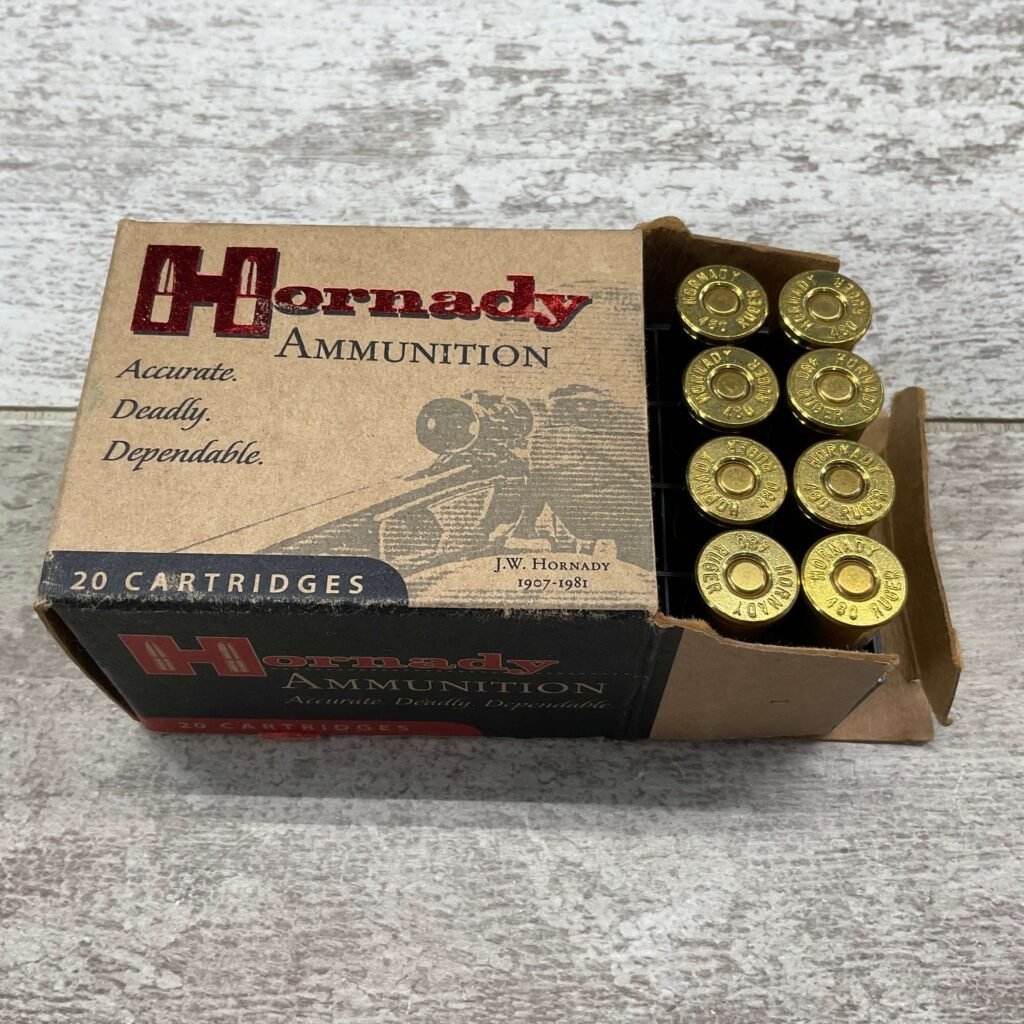 Hornady
AMMUNITION
Accurate.
Deadly.
Dependable.
J.W. HORNADY
1907-1981
20 CARTRIDGES
Hornady
AMMUNITION
Accurate. Deadly. Dependable.
20 CARTRIDGES
HORNADY 480 RUGER
HORNADY 480 RUGER
HORNADY 480 RUGER
HORNADY 480 RUGER
HORNADY 480 RUGER
HORNADY 480 RUGER
HORNADY 480 RUGER
HORNADY 480 RUGER